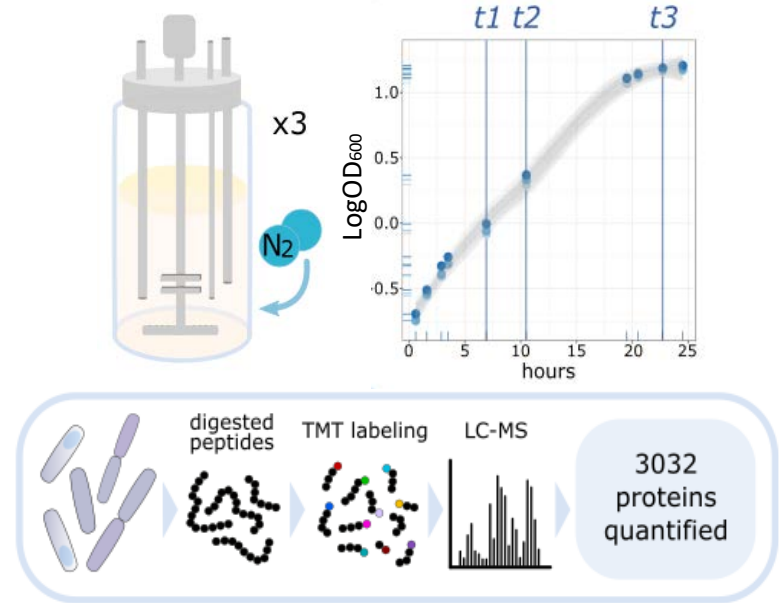 t1 t2 t3
x3
N2
LogOD600
1.0
0.5
0.0
-0.5
0 5 10 15 20 25
hours
digested
peptides
TMT labeling
LC-MS
3032
proteins
quantified